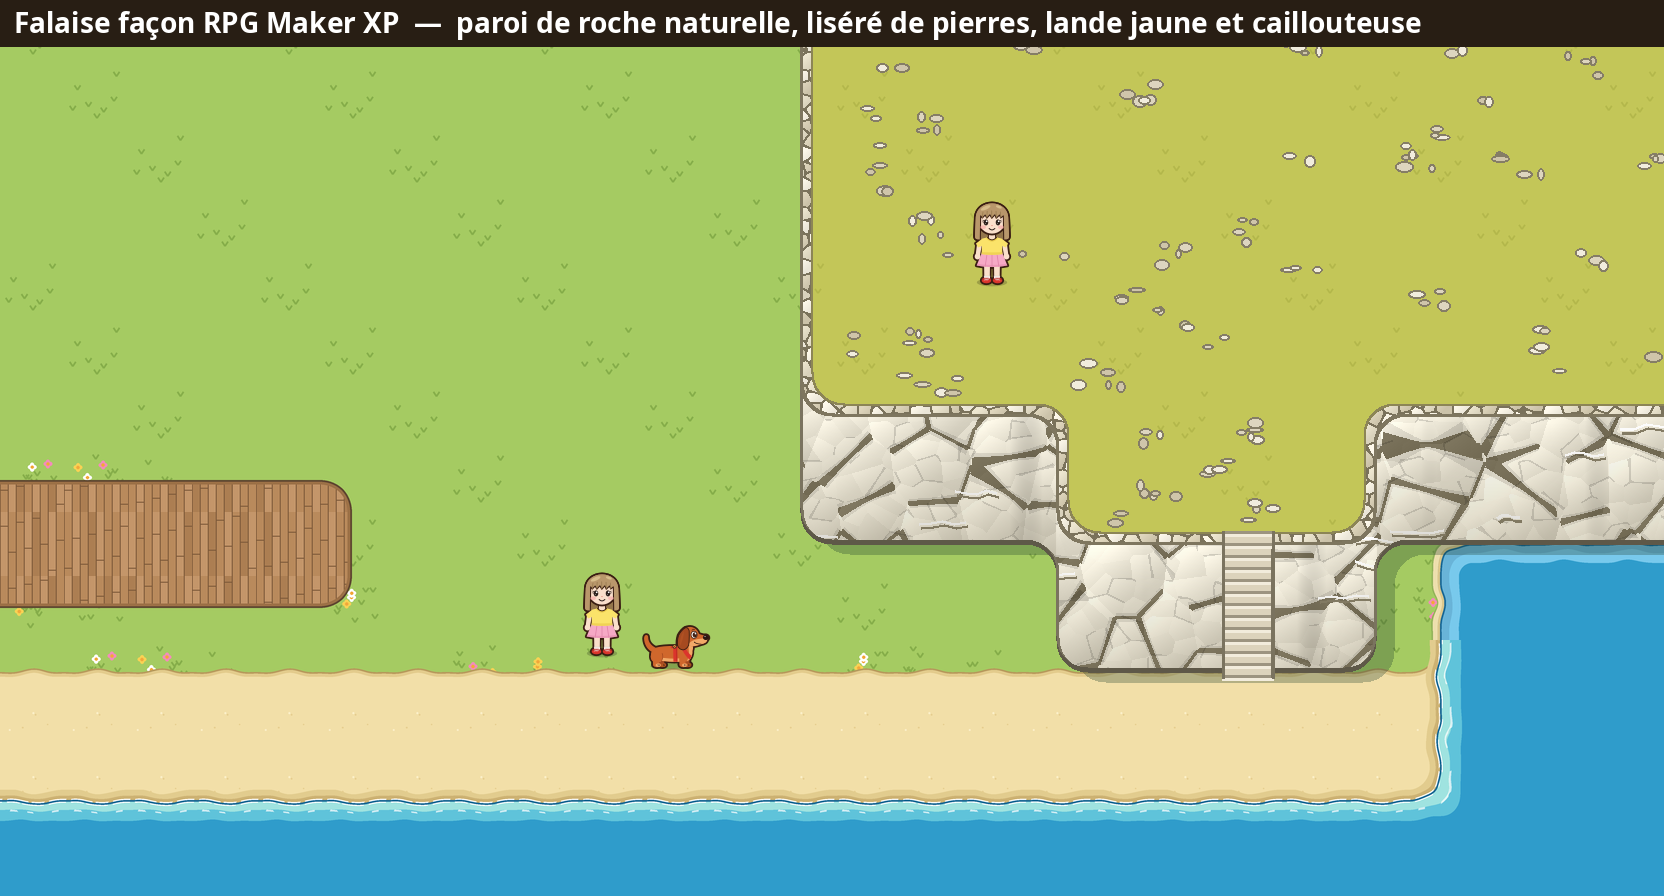 Falaise façon RPG Maker XP — paroi de roche naturelle, liséré de pierres, lande jaune et caillouteuse